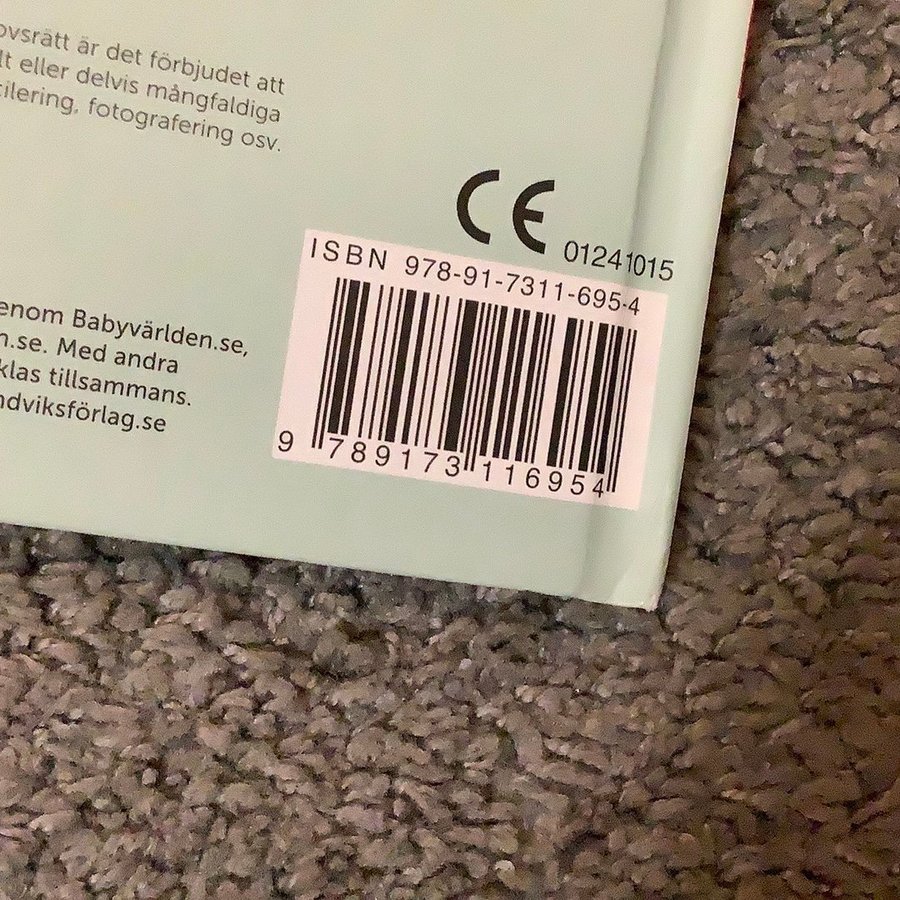 ovsrätt är det förbjudet att
lt eller delvis mångfaldiga
cilering, fotografering osv.
CE 01241015
ISBN 978-91-7311-695-4
9 789173 116954
enom Babyvärlden.se,
n.se. Med andra
klas tillsammans.
ndviksförlag.se